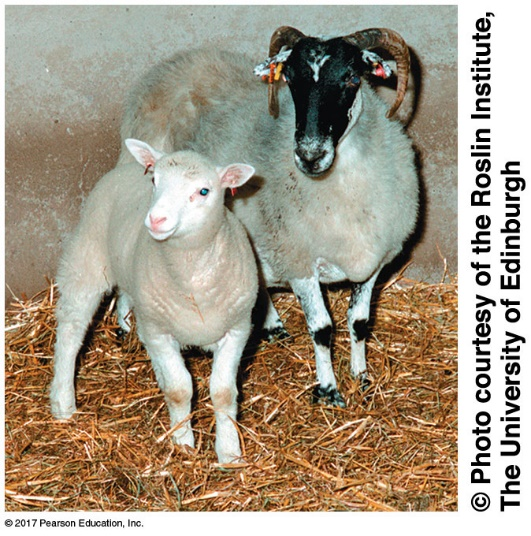 © Photo courtesy of the Roslin Institute,
The University of Edinburgh
© 2017 Pearson Education, Inc.